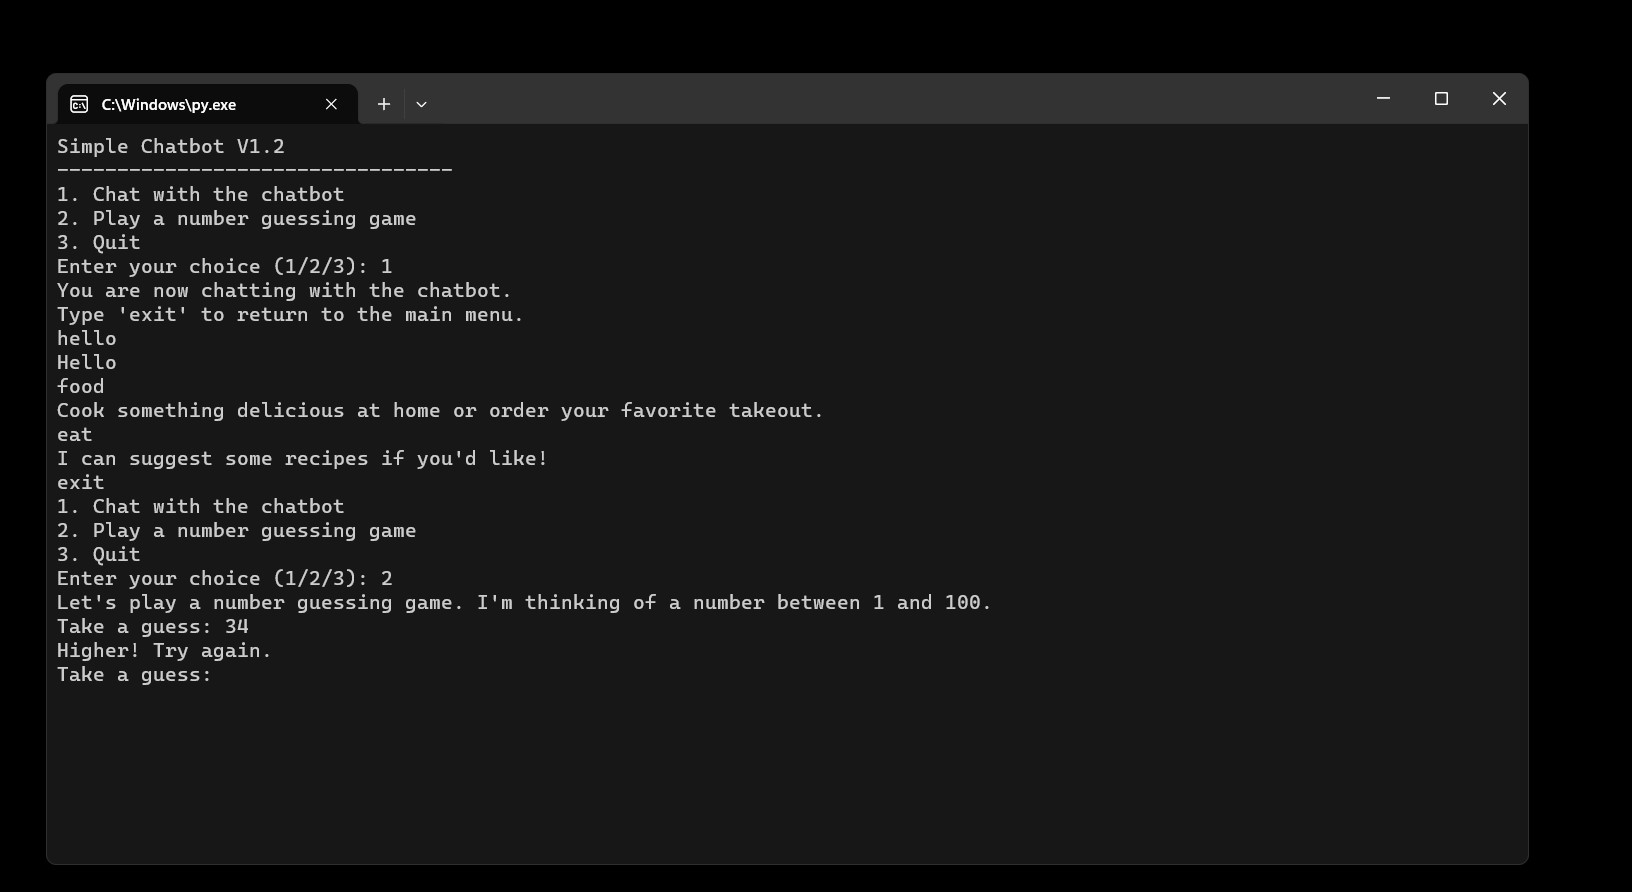 C:\Windows\py.exe
Simple Chatbot V1.2
---------------------------------
1. Chat with the chatbot
2. Play a number guessing game
3. Quit
Enter your choice (1/2/3): 1
You are now chatting with the chatbot.
Type 'exit' to return to the main menu.
hello
Hello
food
Cook something delicious at home or order your favorite takeout.
eat
I can suggest some recipes if you'd like!
exit
1. Chat with the chatbot
2. Play a number guessing game
3. Quit
Enter your choice (1/2/3): 2
Let's play a number guessing game. I'm thinking of a number between 1 and 100.
Take a guess: 34
Higher! Try again.
Take a guess: